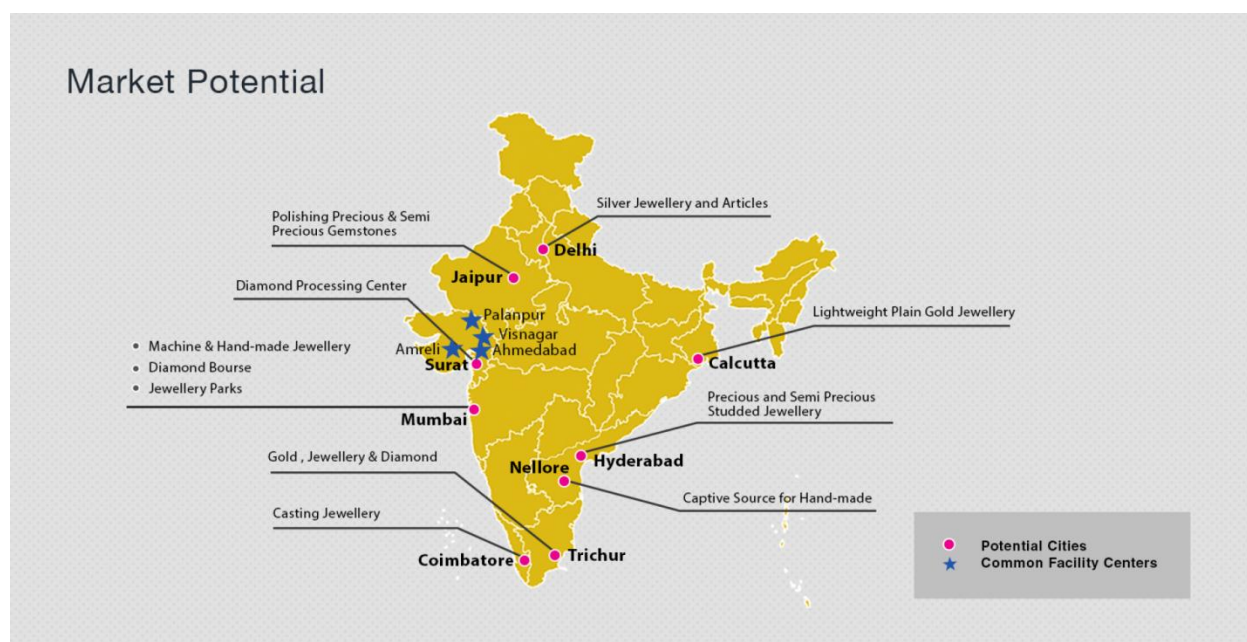 Market Potential
Silver Jewellery and Articles
Polishing Precious & Semi
Precious Gemstones
Delhi
Jaipur
Diamond Processing Center
Palanpur
Lightweight Plain Gold Jewellery
Visnagar
Machine & Hand-made Jewellery
Amreli
Ahmedabad
Surat
Calcutta
Diamond Bourse
Jewellery Parks
Precious and Semi Precious
Studded Jewellery
Mumbai
Gold , Jewellery & Diamond
Hyderabad
Nellore
Captive Source for Hand-made
Casting Jewellery
Coimbatore
Trichur
Potential Cities
Common Facility Centers